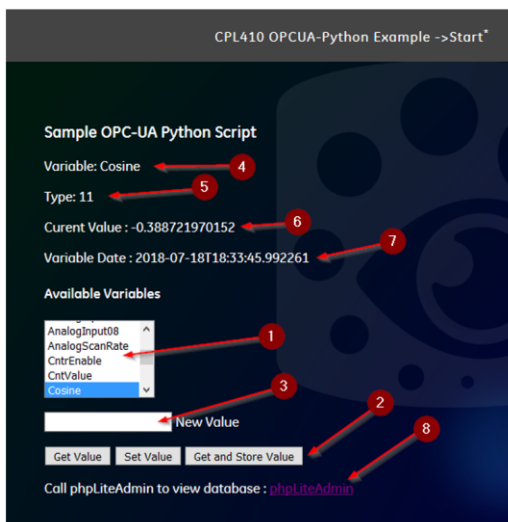 CPL410 OPCUA-Python Example ->Start*
Sample OPC-UA Python Script
Variable: Cosine
4
Type: 11
5
Curent Value : -0.388721970152
6
Variable Date : 2018-07-18T18:33:45.992261
7
Available Variables
AnalogInput08
AnalogScanRate
CntrEnable
CntValue
Cosine
1
3
New Value
2
Get Value Set Value Get and Store Value
8
Call phpLiteAdmin to view database : phpLiteAdmin